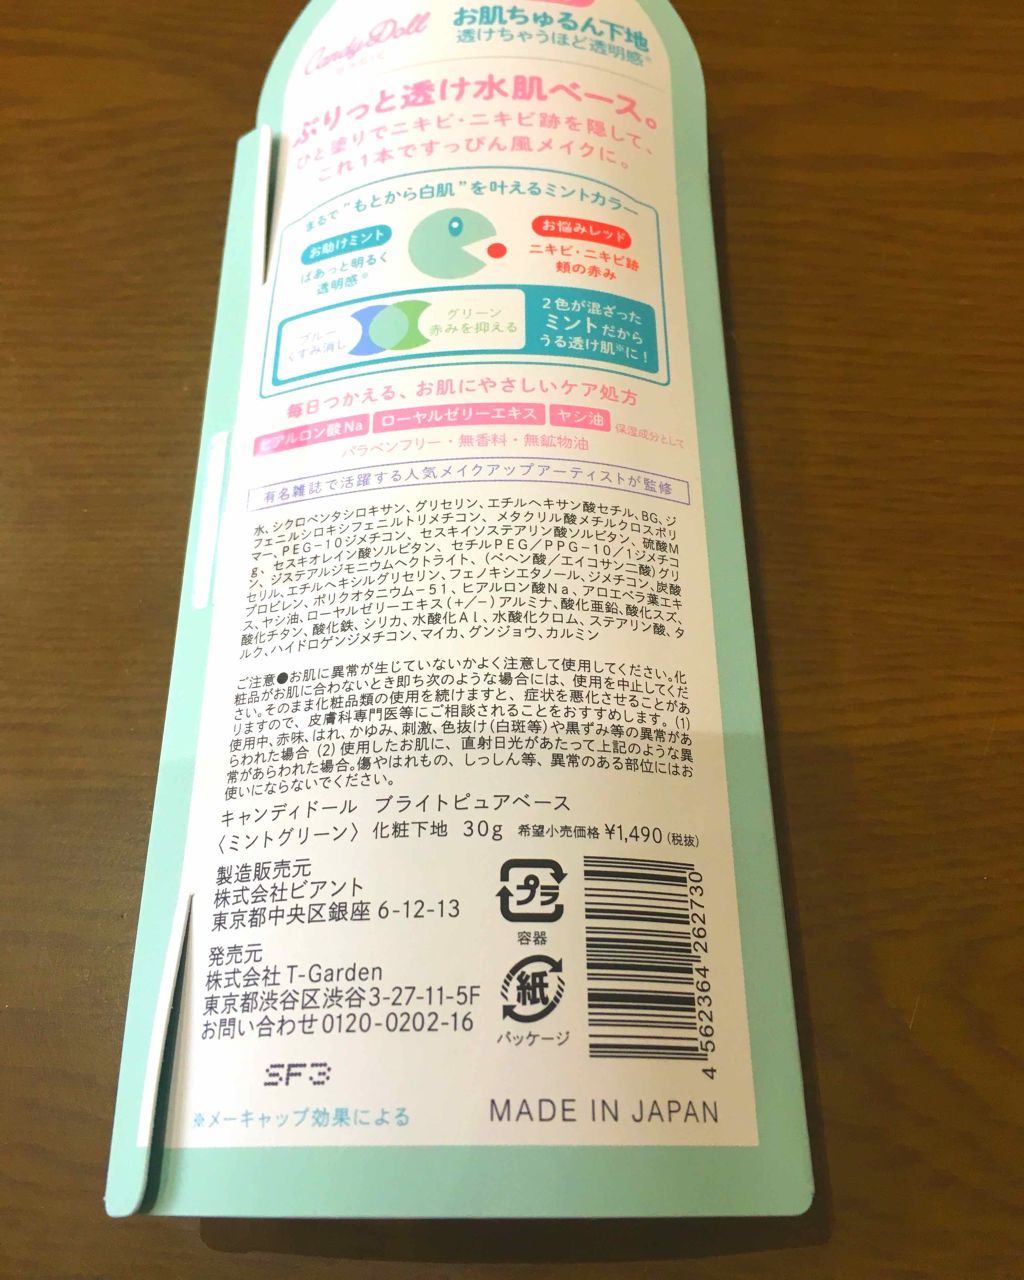 Candy Doll
お肌ちゅるん下地
透けちゃうほど透明感※
ぷりっと透け水肌ベース。
ひと塗りでニキビ・ニキビ跡を隠して、
これ1本ですっぴん風メイクに。
まるで"もとから白肌"を叶えるミントカラー
お助けミント
ぱあっと明るく
透明感※
お悩みレッド
ニキビ・ニキビ跡
頬の赤み
ブルー
くすみ消し
グリーン
赤みを抑える
2色が混ざった
ミントだから
うる透け肌※に!
毎日つかえる、お肌にやさしいケア処方
ヒアルロン酸Na ローヤルゼリーエキス ヤシ油 保湿成分として
パラベンフリー・無香料・無鉱物油
有名雑誌で活躍する人気メイクアップアーティストが監修
水、シクロペンタシロキサン、グリセリン、エチルヘキサン酸セチル、BG、ジ
フェニルシロキシフェニルトリメチコン、メタクリル酸メチルクロスポリ
マー、PEG-10ジメチコン、セスキイソステアリン酸ソルビタン、硫酸M
g、セスキオレイン酸ソルビタン、セチルPEG/PPG-10/1ジメチコ
ン、ジステアルジモニウムヘクトライト、(ベヘン酸/エイコサン二酸)グリ
セリル、エチルヘキシルグリセリン、フェノキシエタノール、ジメチコン、炭酸
プロピレン、ポリクオタニウム-51、ヒアルロン酸Na、アロエベラ葉エキ
ス、ヤシ油、ローヤルゼリーエキス(+/-)アルミナ、酸化亜鉛、酸化スズ、
酸化チタン、酸化鉄、シリカ、水酸化Al、水酸化クロム、ステアリン酸、タ
ルク、ハイドロゲンジメチコン、マイカ、グンジョウ、カルミン
ご注意●お肌に異常が生じていないかよく注意して使用してください。化
粧品がお肌に合わないとき即ち次のような場合には、使用を中止してくだ
さい。そのまま化粧品類の使用を続けますと、症状を悪化させることがあ
りますので、皮膚科専門医等にご相談されることをおすすめします。(1)
使用中、赤味、はれ、かゆみ、刺激、色抜け(白斑等)や黒ずみ等の異常があ
らわれた場合(2)使用したお肌に、直射日光があたって上記のような異
常があらわれた場合。傷やはれもの、しっしん等、異常のある部位にはお
使いにならないでください。
キャンディドール ブライトピュアベース
〈ミントグリーン〉 化粧下地 30g 希望小売価格 ¥1,490(税抜)
製造販売元
株式会社ビアント
東京都中央区銀座 6-12-13
発売元
株式会社 T-Garden
東京都渋谷区渋谷3-27-11-5F
お問い合わせ 0120-0202-16
プラ
容器
紙
パッケージ
4 562364 262730
SF3
※メーキャップ効果による
MADE IN JAPAN